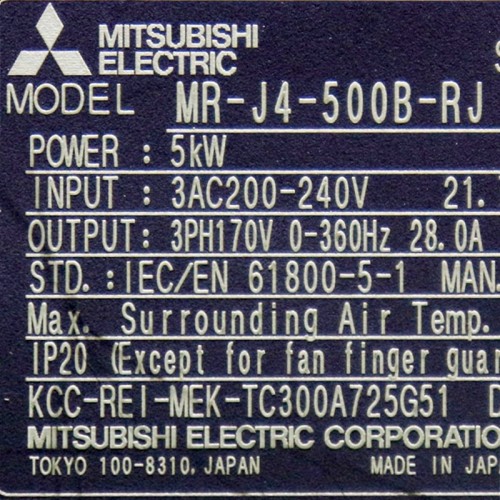 MITSUBISHI
ELECTRIC
MODEL MR-J4-500B-RJ
POWER : 5kW
INPUT : 3AC200-240V 21.
OUTPUT: 3PH170V 0-360Hz 28.0A
STD.:IEC/EN 61800-5-1 MAN.
Max. Surrounding Air Temp.
IP20 (Except for fan finger guar
KCC-REI-MEK-TC300A725G51
MITSUBISHI ELECTRIC CORPORATIO
TOKYO 100-8310, JAPAN MADE IN JAPAN